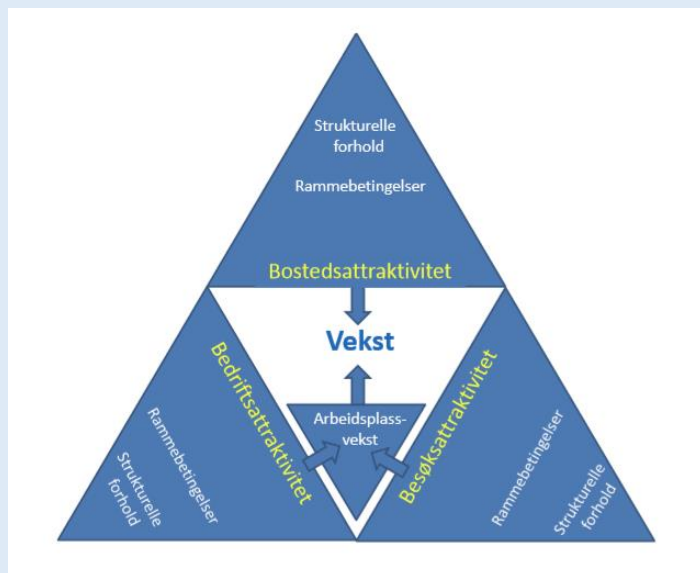 Strukturelle
forhold
Rammebetingelser
Bostedsattraktivitet
Vekst
Arbeidsplass-
vekst
Bedriftsattraktivitet
Rammebetingelser
Strukturelle
forhold
Besøksattraktivitet
Rammebetingelser
Strukturelle
forhold